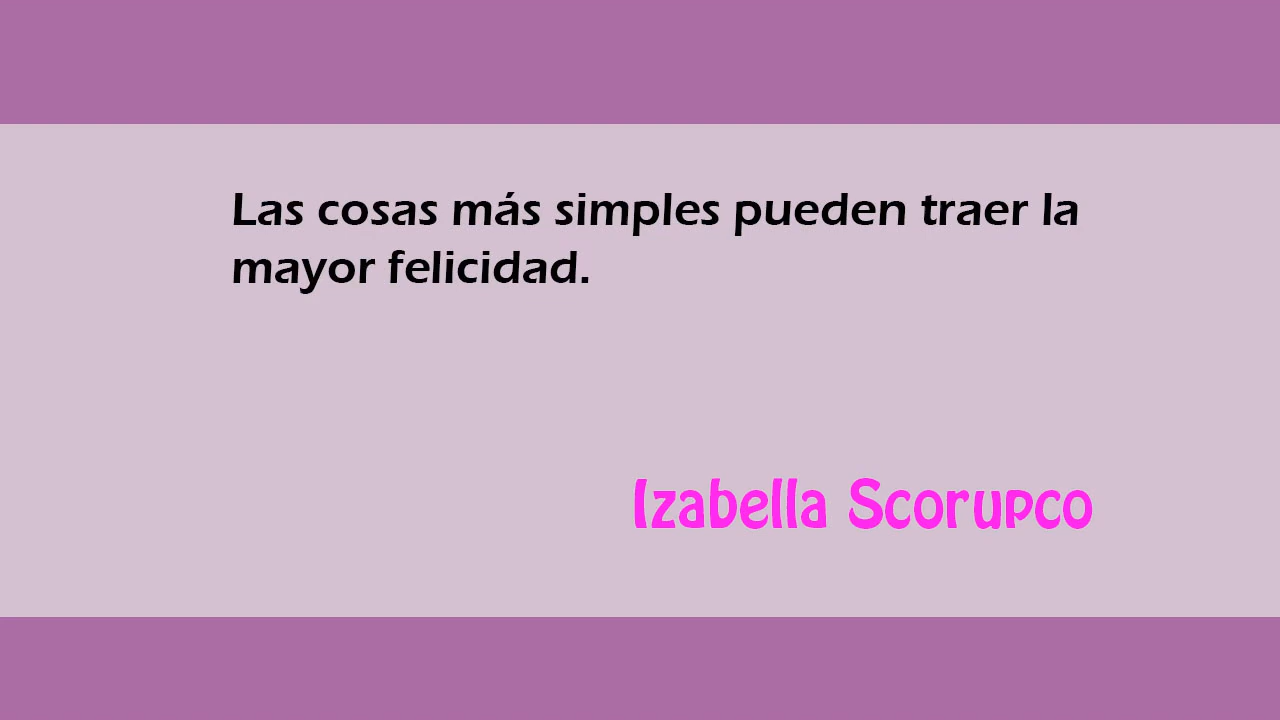 Las cosas más simples pueden traer la
mayor felicidad.
Izabella Scorupco